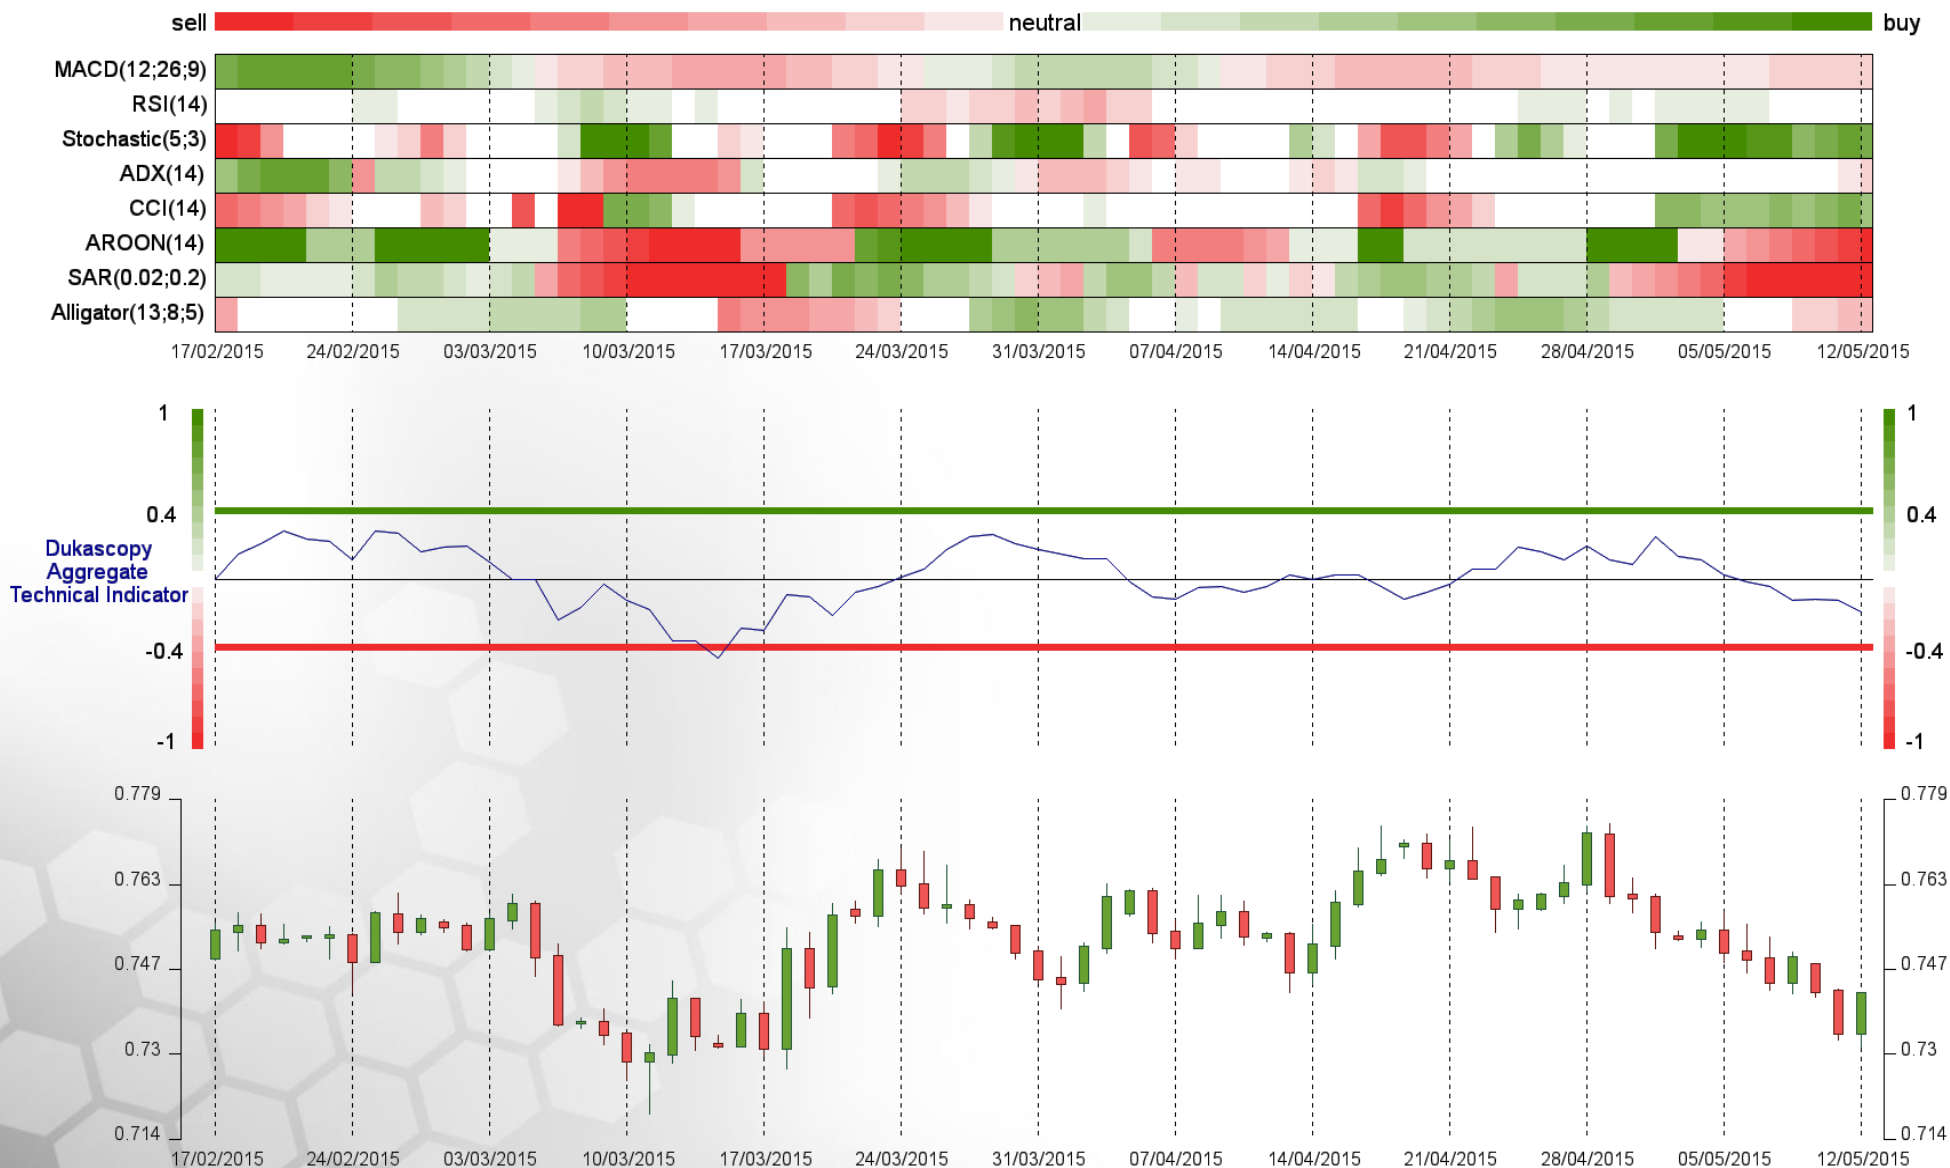 sell neutral buy
MACD(12;26;9)
RSI(14)
Stochastic(5;3)
ADX(14)
CCI(14)
AROON(14)
SAR(0.02;0.2)
Alligator(13;8;5)
17/02/2015 24/02/2015 03/03/2015 10/03/2015 17/03/2015 24/03/2015 31/03/2015 07/04/2015 14/04/2015 21/04/2015 28/04/2015 05/05/2015 12/05/2015
1 1
0.4 0.4
Dukascopy
Aggregate
Technical Indicator
-0.4 -0.4
-1 -1
0.779 0.779
0.763 0.763
0.747 0.747
0.73 0.73
0.714 0.714
17/02/2015 24/02/2015 03/03/2015 10/03/2015 17/03/2015 24/03/2015 31/03/2015 07/04/2015 14/04/2015 21/04/2015 28/04/2015 05/05/2015 12/05/2015